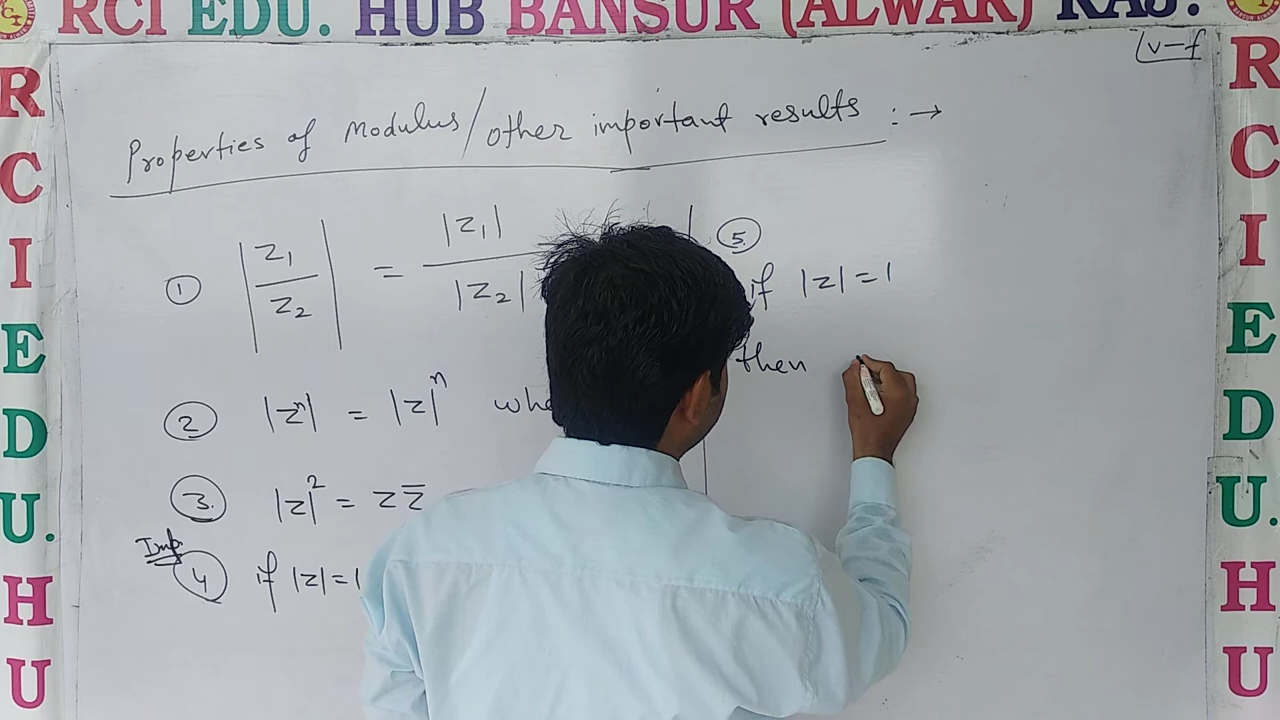 RCI EDU. HUB BANSUR (ALWAR) RAJ.
R
C
I
E
D
U.
H
U
R
C
I
E
D
U.
H
U
Properties of Modulus/other important results :→
① |z₁/z₂| = |z₁|/|z₂|
② |zⁿ| = |z|ⁿ
③ |z|² = z z̅
Imp.
④ if |z|=1
⑤
if |z|=1
then